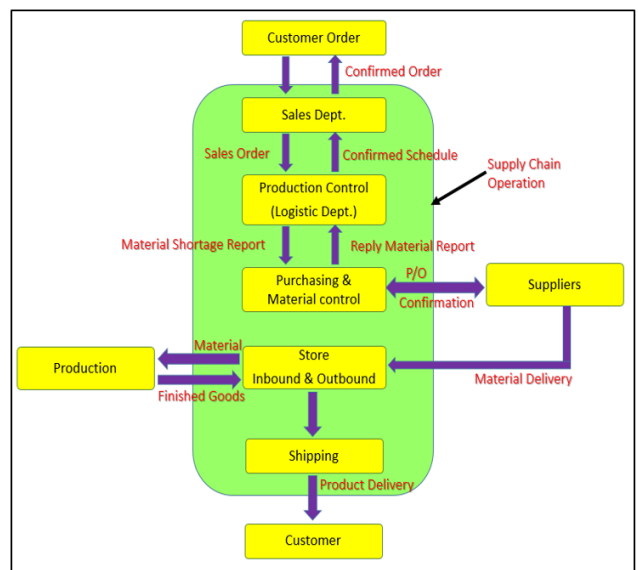 Customer Order
Confirmed Order
Sales Dept.
Sales Order
Confirmed Schedule
Supply Chain
Operation
Production Control
(Logistic Dept.)
Material Shortage Report
Reply Material Report
Purchasing &
Material control
P/O
Confirmation
Suppliers
Material
Production
Store
Inbound & Outbound
Finished Goods
Material Delivery
Shipping
Product Delivery
Customer